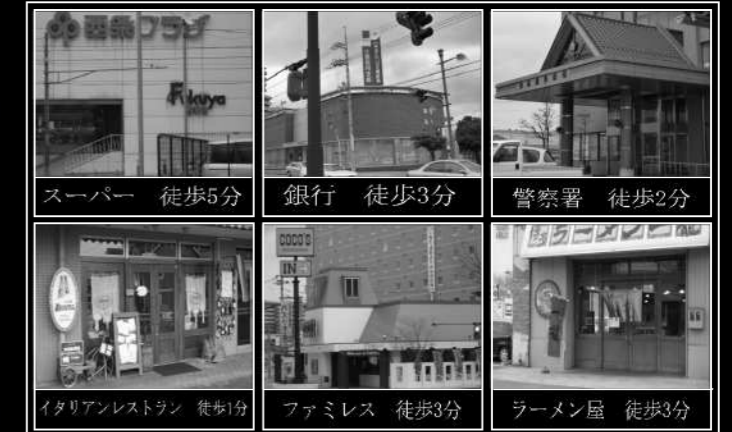 西条プラザ
Fukuya
スーパー 徒歩5分
銀行 徒歩3分
警察署 徒歩2分
COCO'S
IN
イタリアンレストラン 徒歩1分
ファミレス 徒歩3分
ラーメン屋 徒歩3分